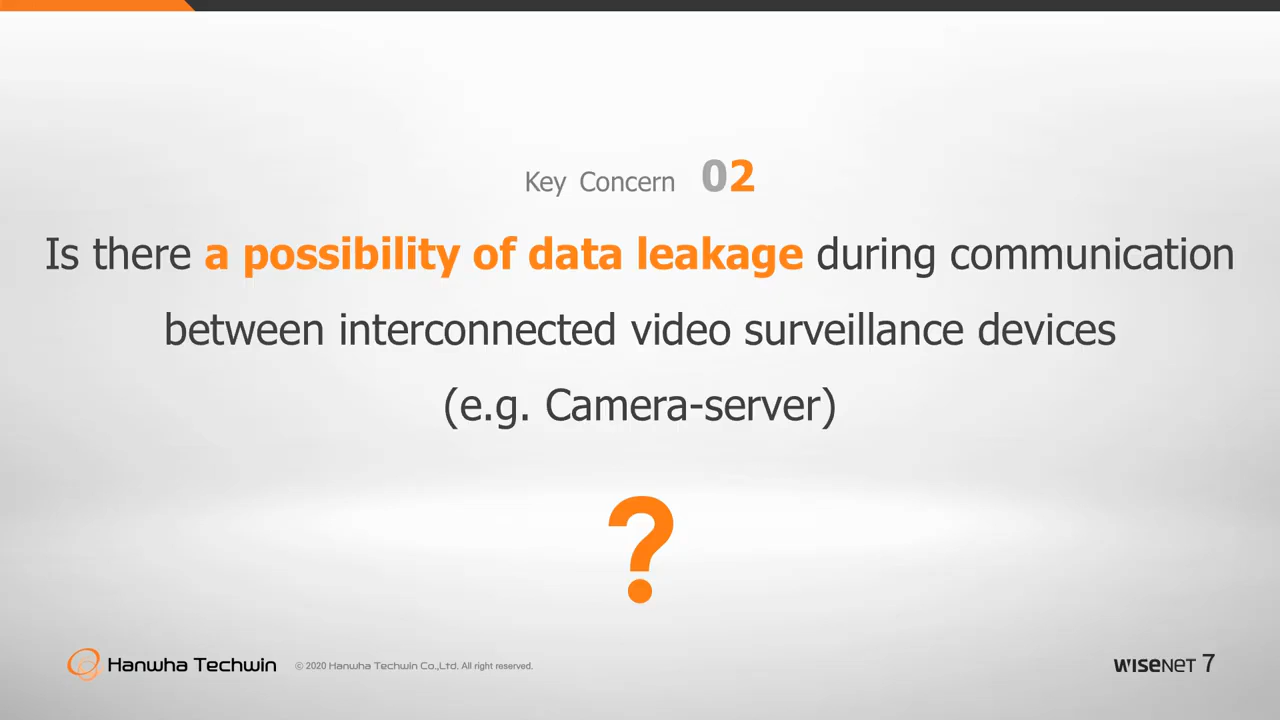 Key Concern 02
Is there a possibility of data leakage during communication
between interconnected video surveillance devices
(e.g. Camera-server)
?
Hanwha Techwin © 2020 Hanwha Techwin Co.,Ltd. All right reserved. WISENET 7